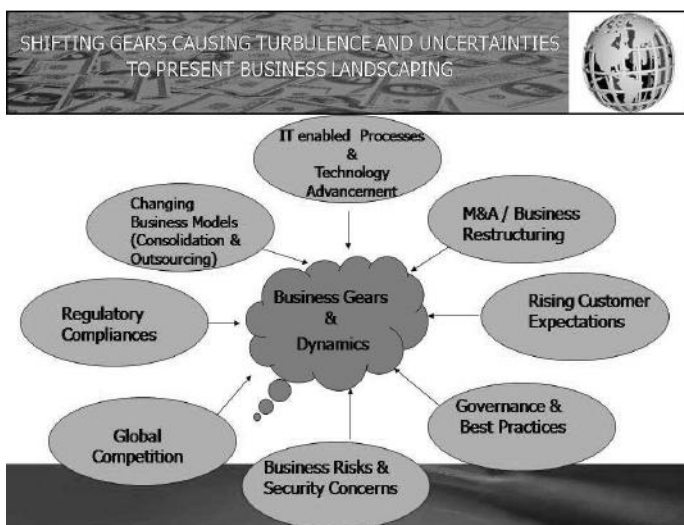 SHIFTING GEARS CAUSING TURBULENCE AND UNCERTAINTIES
TO PRESENT BUSINESS LANDSCAPING
IT enabled Processes
&
Technology
Advancement
Changing
Business Models
(Consolidation &
Outsourcing)
M&A / Business
Restructuring
Business Gears
&
Dynamics
Regulatory
Compliances
Rising Customer
Expectations
Global
Competition
Governance &
Best Practices
Business Risks &
Security Concerns